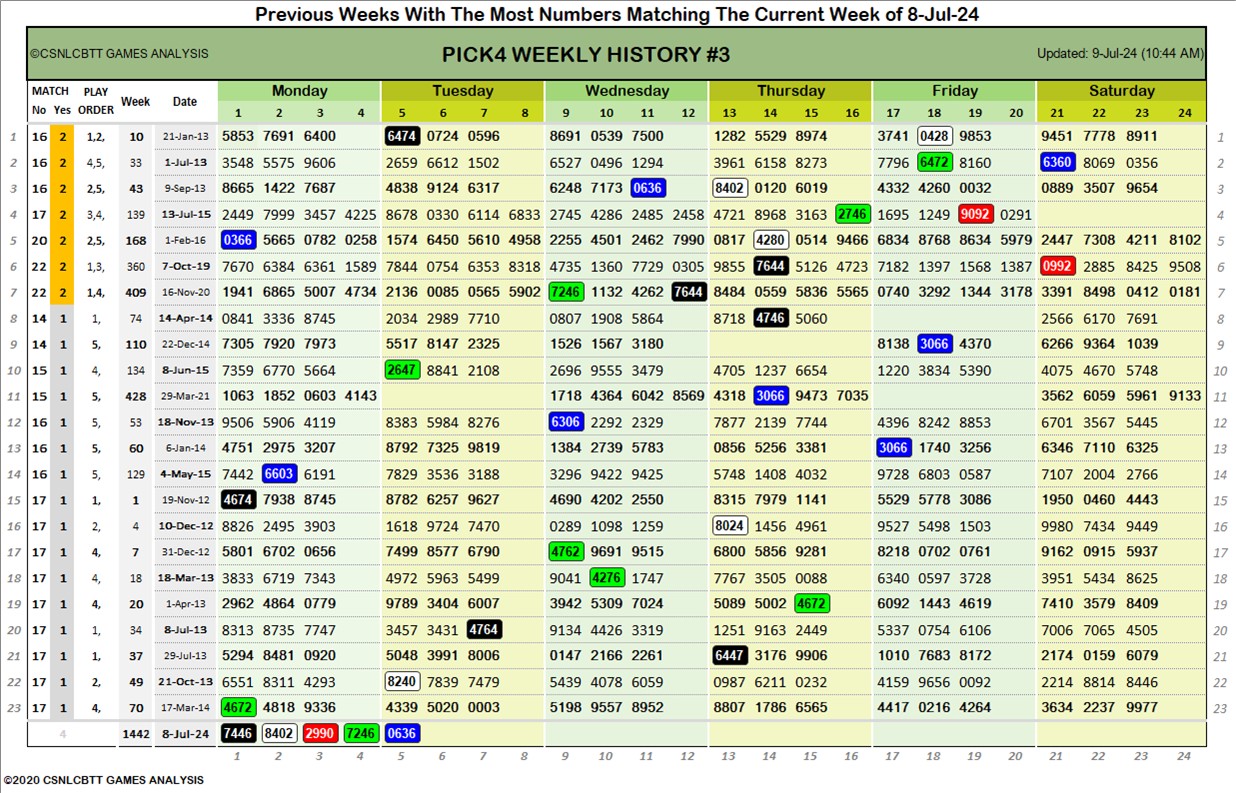 Previous Weeks With The Most Numbers Matching The Current Week of 8-Jul-24
©CSNLCBTT GAMES ANALYSIS PICK4 WEEKLY HISTORY #3 Updated: 9-Jul-24 (10:44 AM)
MATCH PLAY Week Date Monday Tuesday Wednesday Thursday Friday Saturday
No Yes ORDER 1 2 3 4 5 6 7 8 9 10 11 12 13 14 15 16 17 18 19 20 21 22 23 24
1 16 2 1,2, 10 21-Jan-13 5853 7691 6400 6474 0724 0596 8691 0539 7500 1282 5529 8974 3741 0428 9853 9451 7778 8911 1
2 16 2 4,5, 33 1-Jul-13 3548 5575 9606 2659 6612 1502 6527 0496 1294 3961 6158 8273 7796 6472 8160 6360 8069 0356 2
3 16 2 2,5, 43 9-Sep-13 8665 1422 7687 4838 9124 6317 6248 7173 0636 8402 0120 6019 4332 4260 0032 0889 3507 9654 3
4 17 2 3,4, 139 13-Jul-15 2449 7999 3457 4225 8678 0330 6114 6833 2745 4286 2485 2458 4721 8968 3163 2746 1695 1249 9092 0291 4
5 20 2 2,5, 168 1-Feb-16 0366 5665 0782 0258 1574 6450 5610 4958 2255 4501 2462 7990 0817 4280 0514 9466 6834 8768 8634 5979 2447 7308 4211 8102 5
6 22 2 1,3, 360 7-Oct-19 7670 6384 6361 1589 7844 0754 6353 8318 4735 1360 7729 0305 9855 7644 5126 4723 7182 1397 1568 1387 0992 2885 8425 9508 6
7 22 2 1,4, 409 16-Nov-20 1941 6865 5007 4734 2136 0085 0565 5902 7246 1132 4262 7644 8484 0559 5836 5565 0740 3292 1344 3178 3391 8498 0412 0181 7
8 14 1 1, 74 14-Apr-14 0841 3336 8745 2034 2989 7710 0807 1908 5864 8718 4746 5060 2566 6170 7691 8
9 14 1 5, 110 22-Dec-14 7305 7920 7973 5517 8147 2325 1526 1567 3180 8138 3066 4370 6266 9364 1039 9
10 15 1 4, 134 8-Jun-15 7359 6770 5664 2647 8841 2108 2696 9555 3479 4705 1237 6654 1220 3834 5390 4075 4670 5748 10
11 15 1 5, 428 29-Mar-21 1063 1852 0603 4143 1718 4364 6042 8569 4318 3066 9473 7035 3562 6059 5961 9133 11
12 16 1 5, 53 18-Nov-13 9506 5906 4119 8383 5984 8276 6306 2292 2329 7877 2139 7744 4396 8242 8853 6701 3567 5445 12
13 16 1 5, 60 6-Jan-14 4751 2975 3207 8792 7325 9819 1384 2739 5783 0856 5256 3381 3066 1740 3256 6346 7110 6325 13
14 16 1 5, 129 4-May-15 7442 6603 6191 7829 3536 3188 3296 9422 9425 5748 1408 4032 9728 6803 0587 7107 2004 2766 14
15 17 1 1, 1 19-Nov-12 4674 7938 8745 8782 6257 9627 4690 4202 2550 8315 7979 1141 5529 5778 3086 1950 0460 4443 15
16 17 1 2, 4 10-Dec-12 8826 2495 3903 1618 9724 7470 0289 1098 1259 8024 1456 4961 9527 5498 1503 9980 7434 9449 16
17 17 1 4, 7 31-Dec-12 5801 6702 0656 7499 8577 6790 4762 9691 9515 6800 5856 9281 8218 0702 0761 9162 0915 5937 17
18 17 1 4, 18 18-Mar-13 3833 6719 7343 4972 5963 5499 9041 4276 1747 7767 3505 0088 6340 0597 3728 3951 5434 8625 18
19 17 1 4, 20 1-Apr-13 2962 4864 0779 9789 3404 6007 3942 5309 7024 5089 5002 4672 6092 1443 4619 7410 3579 8409 19
20 17 1 1, 34 8-Jul-13 8313 8735 7747 3457 3431 4764 9134 4426 3319 1251 9163 2449 5337 0754 6106 7006 7065 4505 20
21 17 1 1, 37 29-Jul-13 5294 8481 0920 5048 3991 8006 0147 2166 2261 6447 3176 9906 1010 7683 8172 2174 0159 6079 21
22 17 1 2, 49 21-Oct-13 6551 8311 4293 8240 7839 7479 5439 4078 6059 0987 6211 0232 4159 9656 0092 2214 8814 8446 22
23 17 1 4, 70 17-Mar-14 4672 4818 9336 4339 5020 0003 5198 9557 8952 8807 1786 6565 4417 0216 4264 3634 2237 9977 23
4 1442 8-Jul-24 7446 8402 2990 7246 0636
1 2 3 4 5 6 7 8 9 10 11 12 13 14 15 16 17 18 19 20 21 22 23 24
©2020 CSNLCBTT GAMES ANALYSIS